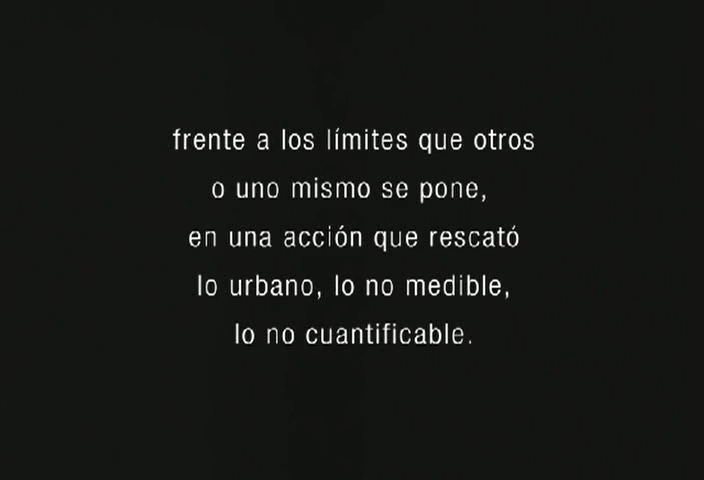 frente a los límites que otros
o uno mismo se pone,
en una acción que rescató
lo urbano, lo no medible,
lo no cuantificable.